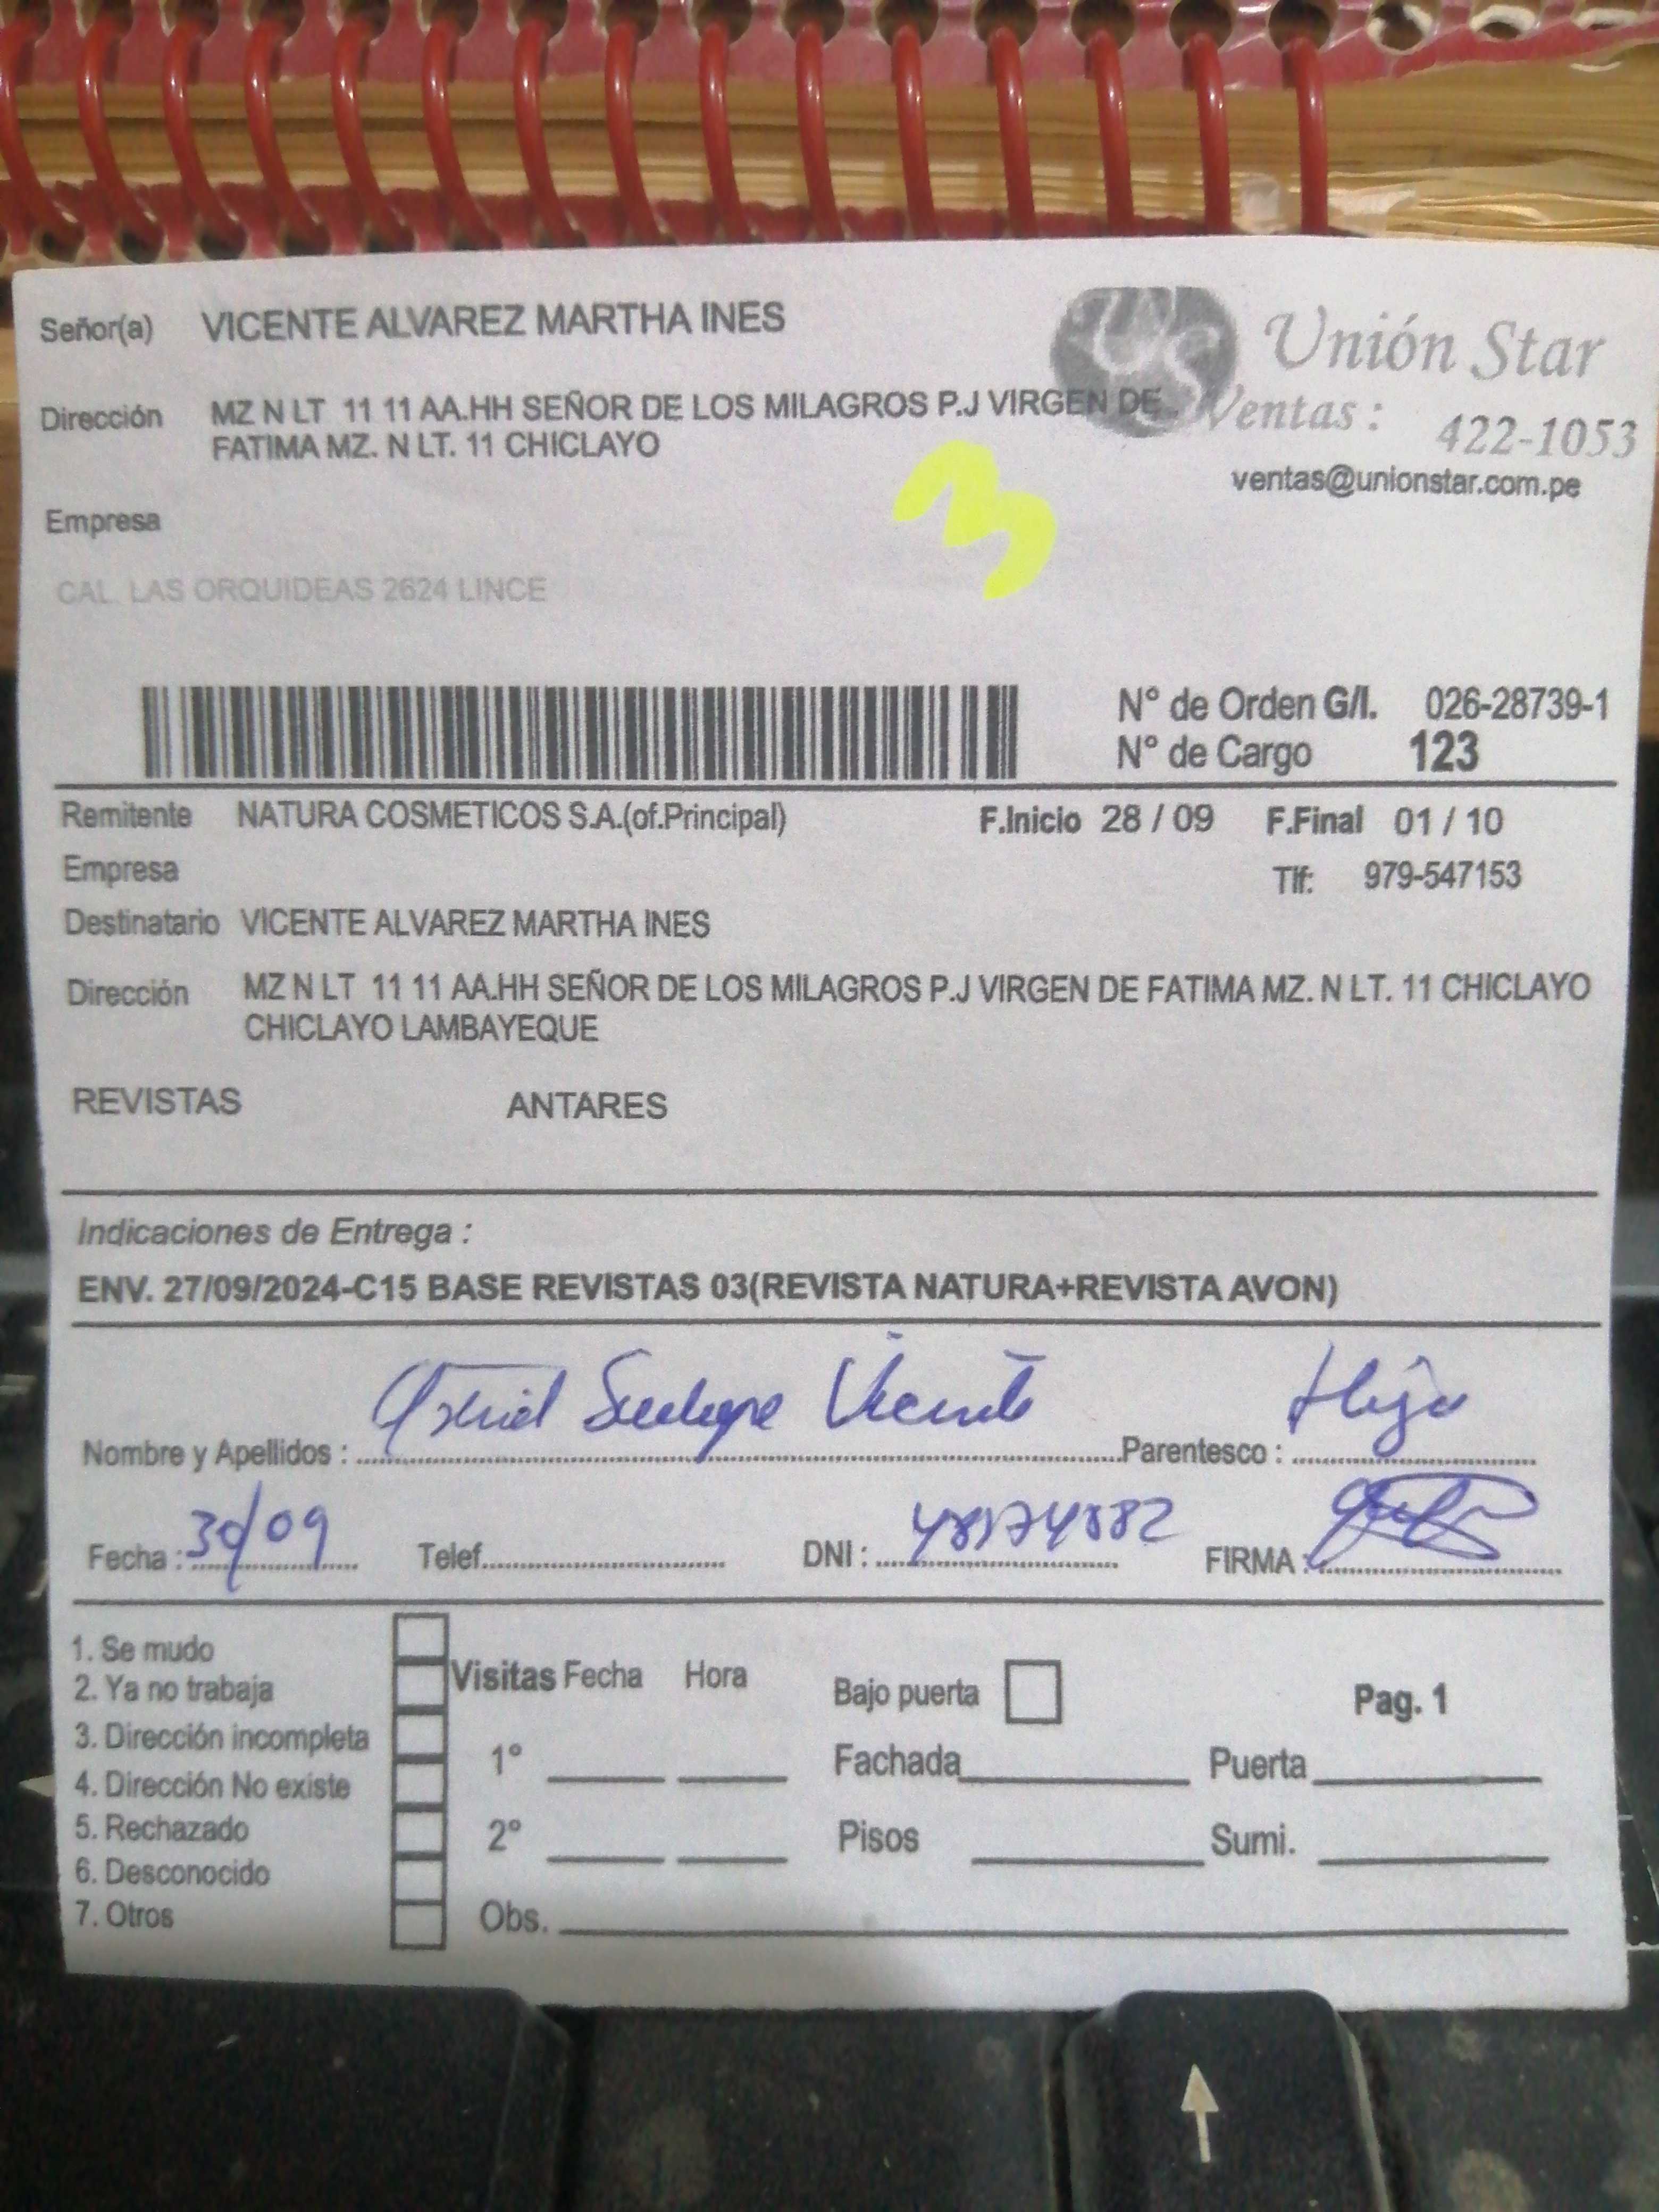 Señor(a) VICENTE ALVAREZ MARTHA INES
Unión Star
Dirección MZ N LT 11 11 AA.HH SEÑOR DE LOS MILAGROS P.J VIRGEN DE
FATIMA MZ. N LT. 11 CHICLAYO
Ventas : 422-1053
ventas@unionstar.com.pe
3
Empresa
CAL. LAS ORQUIDEAS 2624 LINCE
N° de Orden G/I. 026-28739-1
N° de Cargo 123
Remitente NATURA COSMETICOS S.A.(of.Principal) F.Inicio 28 / 09 F.Final 01 / 10
Empresa Tlf: 979-547153
Destinatario VICENTE ALVAREZ MARTHA INES
Dirección MZ N LT 11 11 AA.HH SEÑOR DE LOS MILAGROS P.J VIRGEN DE FATIMA MZ. N LT. 11 CHICLAYO
CHICLAYO LAMBAYEQUE
REVISTAS ANTARES
Indicaciones de Entrega :
ENV. 27/09/2024-C15 BASE REVISTAS 03(REVISTA NATURA+REVISTA AVON)
Nombre y Apellidos : Astrid Vicente Parentesco : Hija
Fecha : 30/09 Telef. DNI : FIRMA :
1. Se mudo
2. Ya no trabaja
3. Dirección incompleta
4. Dirección No existe
5. Rechazado
6. Desconocido
7. Otros
Visitas Fecha Hora
1°
2°
Obs.
Bajo puerta Pag. 1
Fachada Puerta
Pisos Sumi.